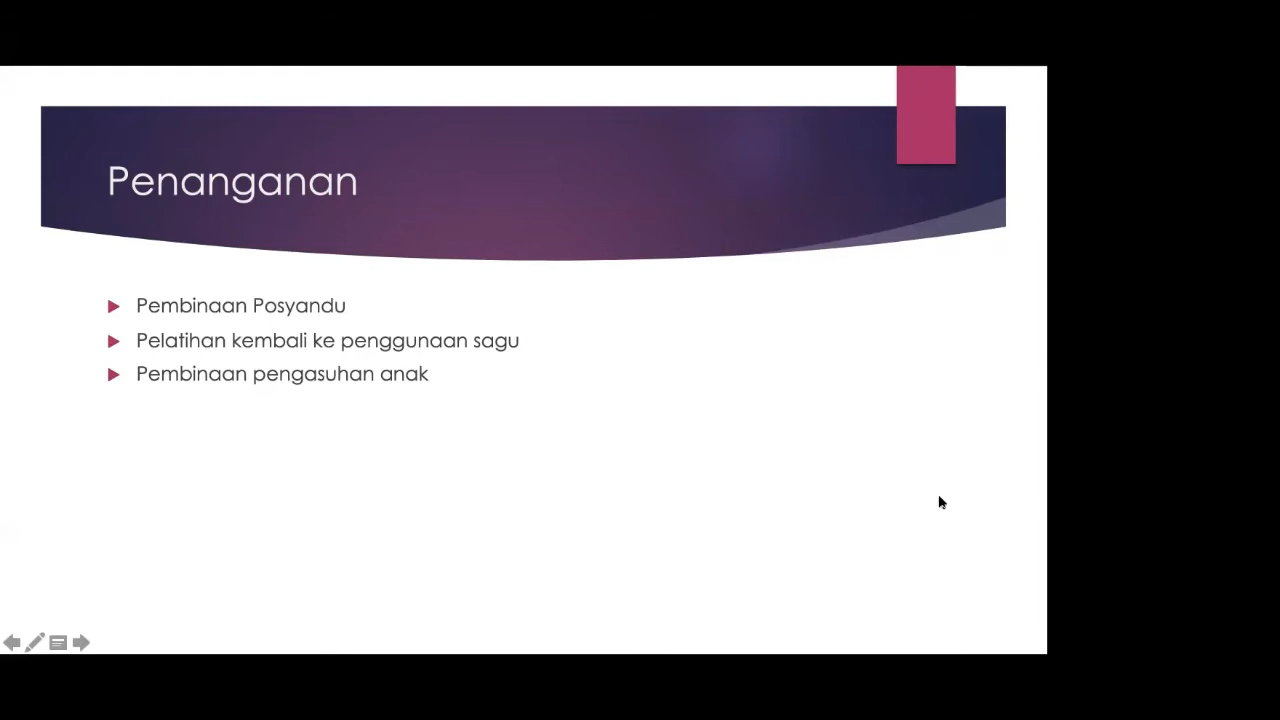 Penanganan
Pembinaan Posyandu
Pelatihan kembali ke penggunaan sagu
Pembinaan pengasuhan anak